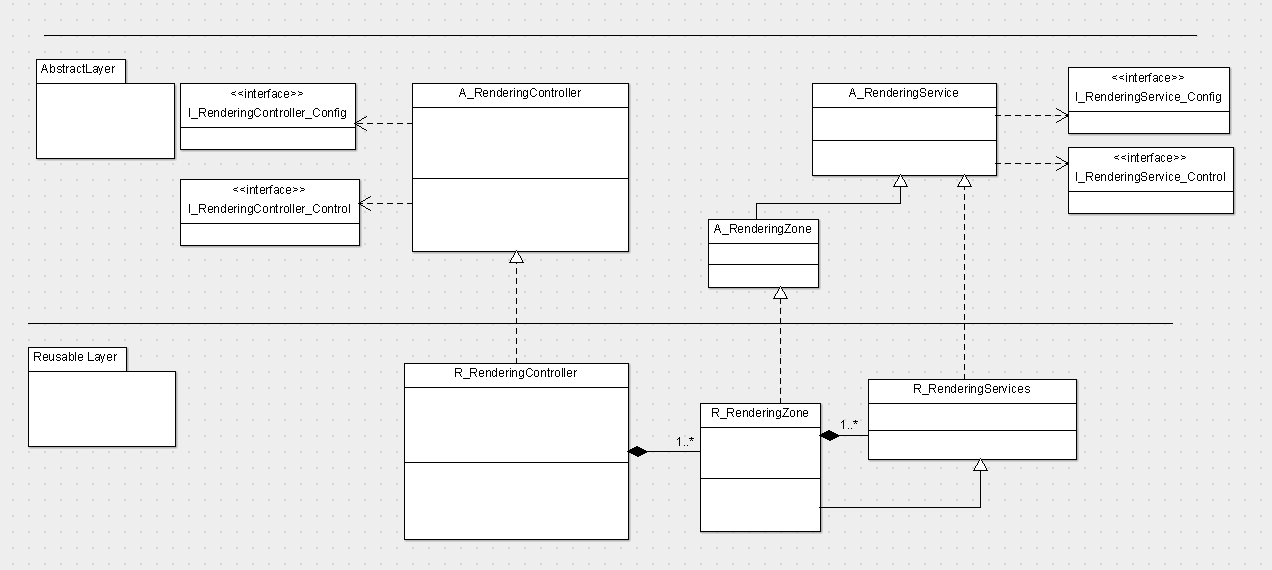 AbstractLayer
<<interface>>
I_RenderingController_Config
<<interface>>
I_RenderingController_Control
A_RenderingController
A_RenderingService
<<interface>>
I_RenderingService_Config
<<interface>>
I_RenderingService_Control
A_RenderingZone
Reusable Layer
R_RenderingController
1..*
R_RenderingZone
1..*
R_RenderingServices